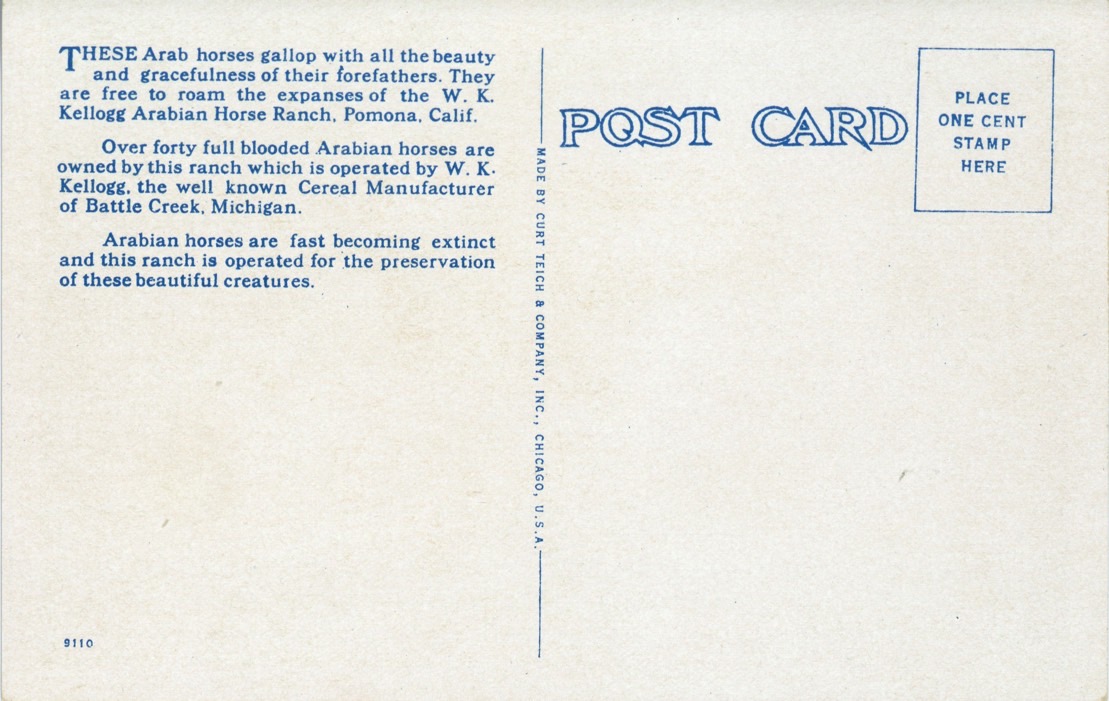 THESE Arab horses gallop with all the beauty
and gracefulness of their forefathers. They
are free to roam the expanses of the W. K.
Kellogg Arabian Horse Ranch, Pomona, Calif.
Over forty full blooded Arabian horses are
owned by this ranch which is operated by W. K.
Kellogg, the well known Cereal Manufacturer
of Battle Creek, Michigan.
Arabian horses are fast becoming extinct
and this ranch is operated for the preservation
of these beautiful creatures.
9110
MADE BY CURT TEICH & COMPANY, INC., CHICAGO, U.S.A.
POST CARD
PLACE
ONE CENT
STAMP
HERE